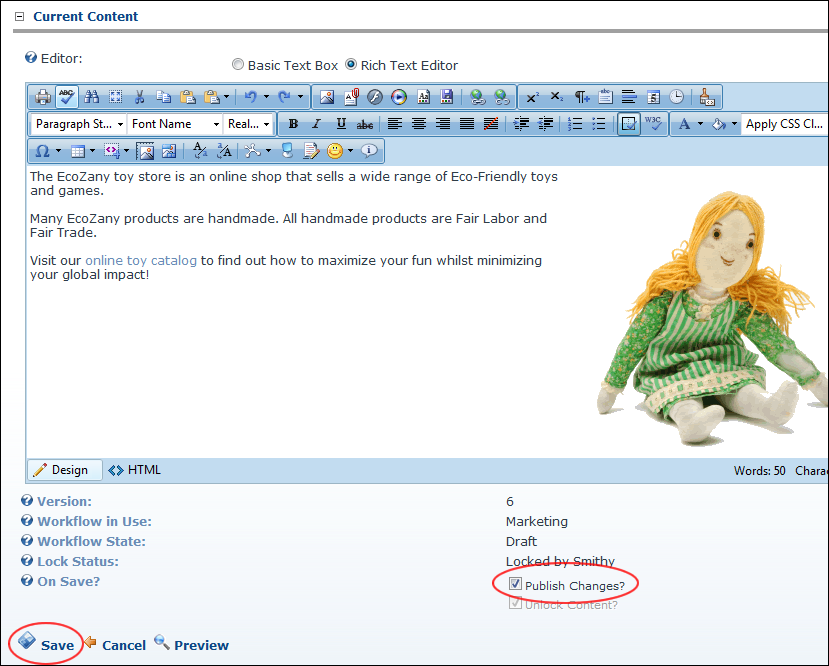 Current Content
Editor:
Basic Text Box Rich Text Editor
Paragraph St... Font Name Real... B I U abc W3C A Apply CSS Cl...
The EcoZany toy store is an online shop that sells a wide range of Eco-Friendly toys
and games.
Many EcoZany products are handmade. All handmade products are Fair Labor and
Fair Trade.
Visit our online toy catalog to find out how to maximize your fun whilst minimizing
your global impact!
Design HTML Words: 50 Chara
Version: 6
Workflow in Use: Marketing
Workflow State: Draft
Lock Status: Locked by Smithy
On Save? Publish Changes?
Unlock Content?
Save Cancel Preview